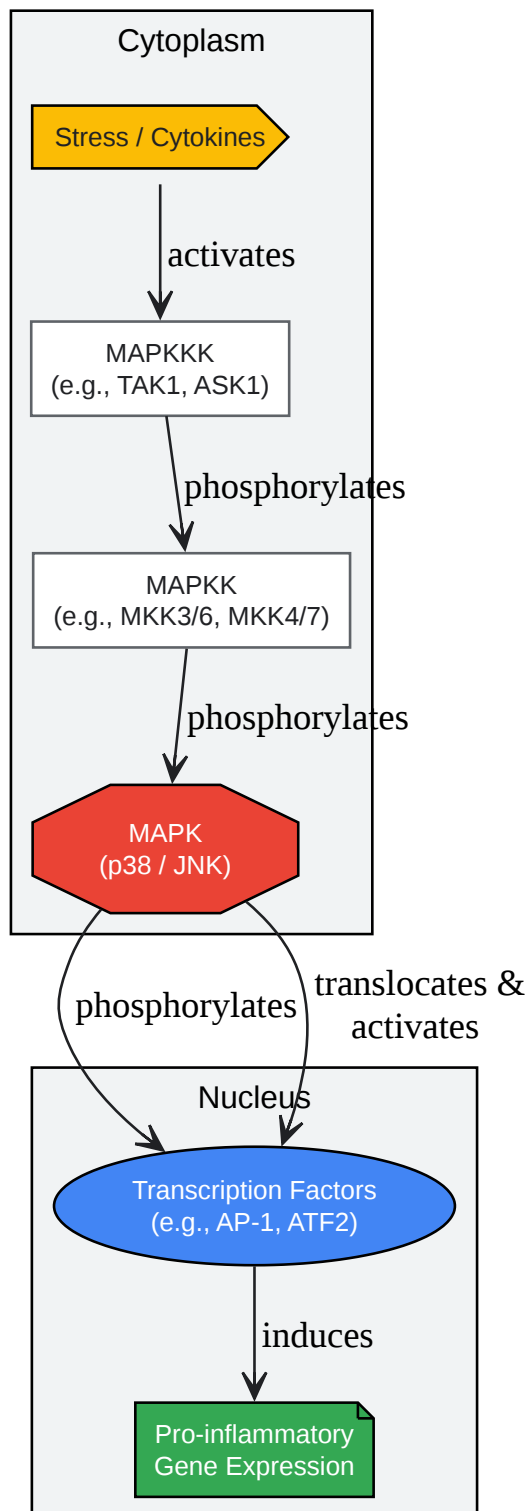 Cytoplasm
Stress / Cytokines
activates
MAPKKK
(e.g., TAK1, ASK1)
phosphorylates
MAPKK
(e.g., MKK3/6, MKK4/7)
phosphorylates
MAPK
(p38 / JNK)
phosphorylates
translocates &
activates
Nucleus
Transcription Factors
(e.g., AP-1, ATF2)
induces
Pro-inflammatory
Gene Expression